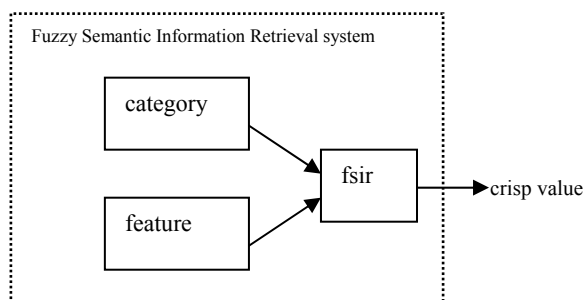 Fuzzy Semantic Information Retrieval system
category
fsir
crisp value
feature